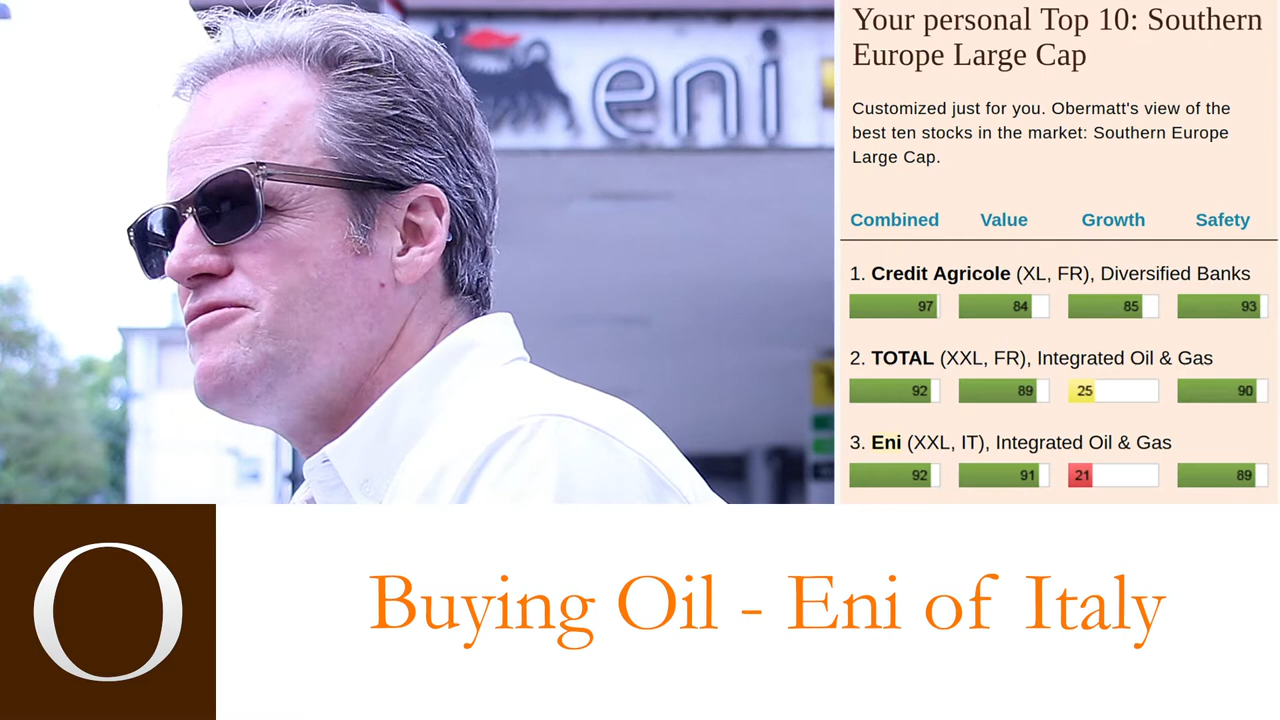 eni
Your personal Top 10: Southern
Europe Large Cap
Customized just for you. Obermatt's view of the
best ten stocks in the market: Southern Europe
Large Cap.
Combined Value Growth Safety
1. Credit Agricole (XL, FR), Diversified Banks
97 84 85 93
2. TOTAL (XXL, FR), Integrated Oil & Gas
92 89 25 90
3. Eni (XXL, IT), Integrated Oil & Gas
92 91 21 89
O
Buying Oil - Eni of Italy